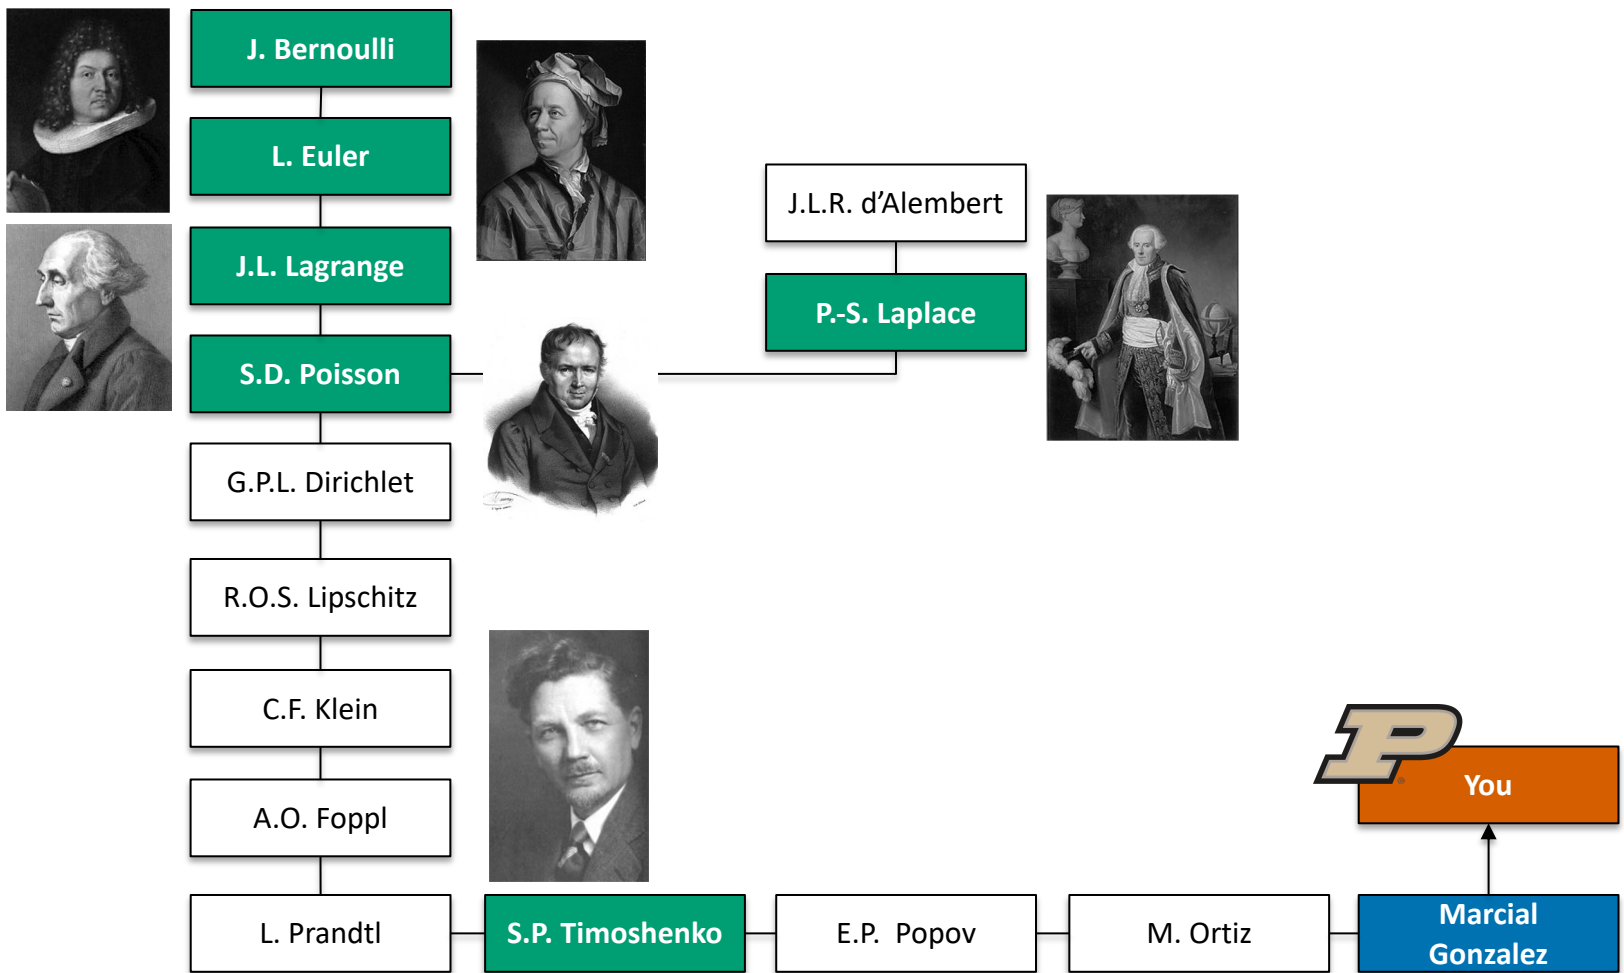 J. Bernoulli
L. Euler
J.L. Lagrange
S.D. Poisson
G.P.L. Dirichlet
R.O.S. Lipschitz
C.F. Klein
A.O. Foppl
L. Prandtl
J.L.R. d’Alembert
P.-S. Laplace
S.P. Timoshenko
E.P. Popov
M. Ortiz
Marcial
Gonzalez
P
You